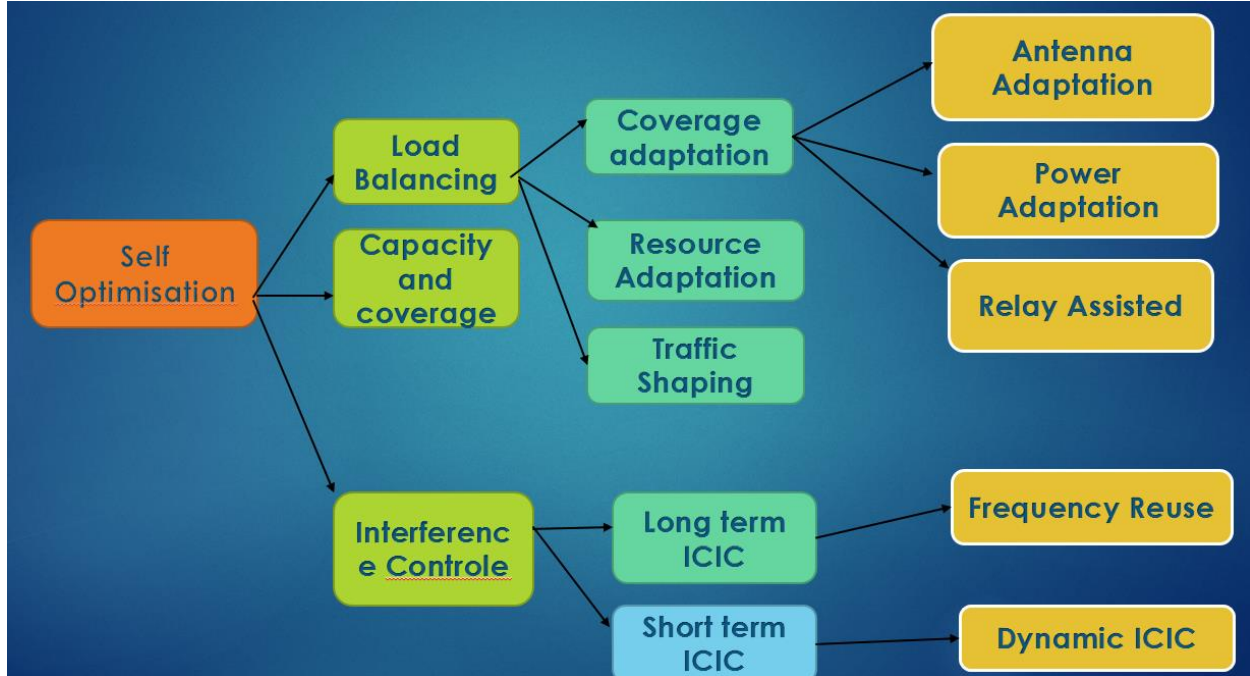 Self
Optimisation
Load
Balancing
Capacity
and
coverage
Interferenc
e Controle
Coverage
adaptation
Resource
Adaptation
Traffic
Shaping
Long term
ICIC
Short term
ICIC
Antenna
Adaptation
Power
Adaptation
Relay Assisted
Frequency Reuse
Dynamic ICIC